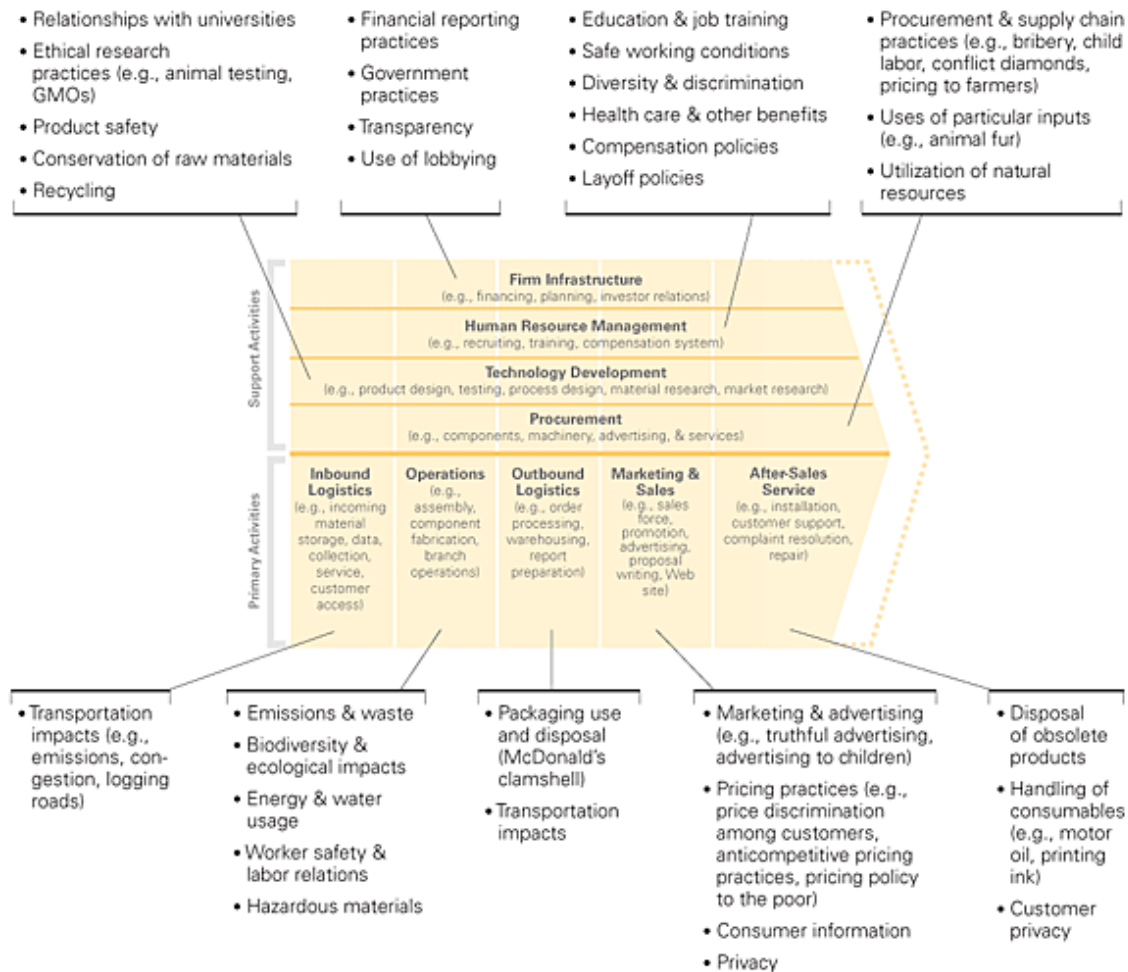 • Relationships with universities
• Ethical research
practices (e.g., animal testing,
GMOs)
• Product safety
• Conservation of raw materials
• Recycling
• Financial reporting
practices
• Government
practices
• Transparency
• Use of lobbying
• Education & job training
• Safe working conditions
• Diversity & discrimination
• Health care & other benefits
• Compensation policies
• Layoff policies
• Procurement & supply chain
practices (e.g., bribery, child
labor, conflict diamonds,
pricing to farmers)
• Uses of particular inputs
(e.g., animal fur)
• Utilization of natural
resources
Support Activities
Firm Infrastructure
(e.g., financing, planning, investor relations)
Human Resource Management
(e.g., recruiting, training, compensation system)
Technology Development
(e.g., product design, testing, process design, material research, market research)
Procurement
(e.g., components, machinery, advertising, & services)
Primary Activities
Inbound
Logistics
(e.g., incoming
material
storage, data,
collection,
service,
customer
access)
Operations
(e.g.,
assembly,
component
fabrication,
branch
operations)
Outbound
Logistics
(e.g., order
processing,
warehousing,
report
preparation)
Marketing &
Sales
(e.g., sales
force,
promotion,
advertising,
proposal
writing, Web
site)
After-Sales
Service
(e.g., installation,
customer support,
complaint resolution,
repair)
• Transportation
impacts (e.g.,
emissions, con-
gestion, logging
roads)
• Emissions & waste
• Biodiversity &
ecological impacts
• Energy & water
usage
• Worker safety &
labor relations
• Hazardous materials
• Packaging use
and disposal
(McDonald's
clamshell)
• Transportation
impacts
• Marketing & advertising
(e.g., truthful advertising,
advertising to children)
• Pricing practices (e.g.,
price discrimination
among customers,
anticompetitive pricing
practices, pricing policy
to the poor)
• Consumer information
• Privacy
• Disposal
of obsolete
products
• Handling of
consumables
(e.g., motor
oil, printing
ink)
• Customer
privacy